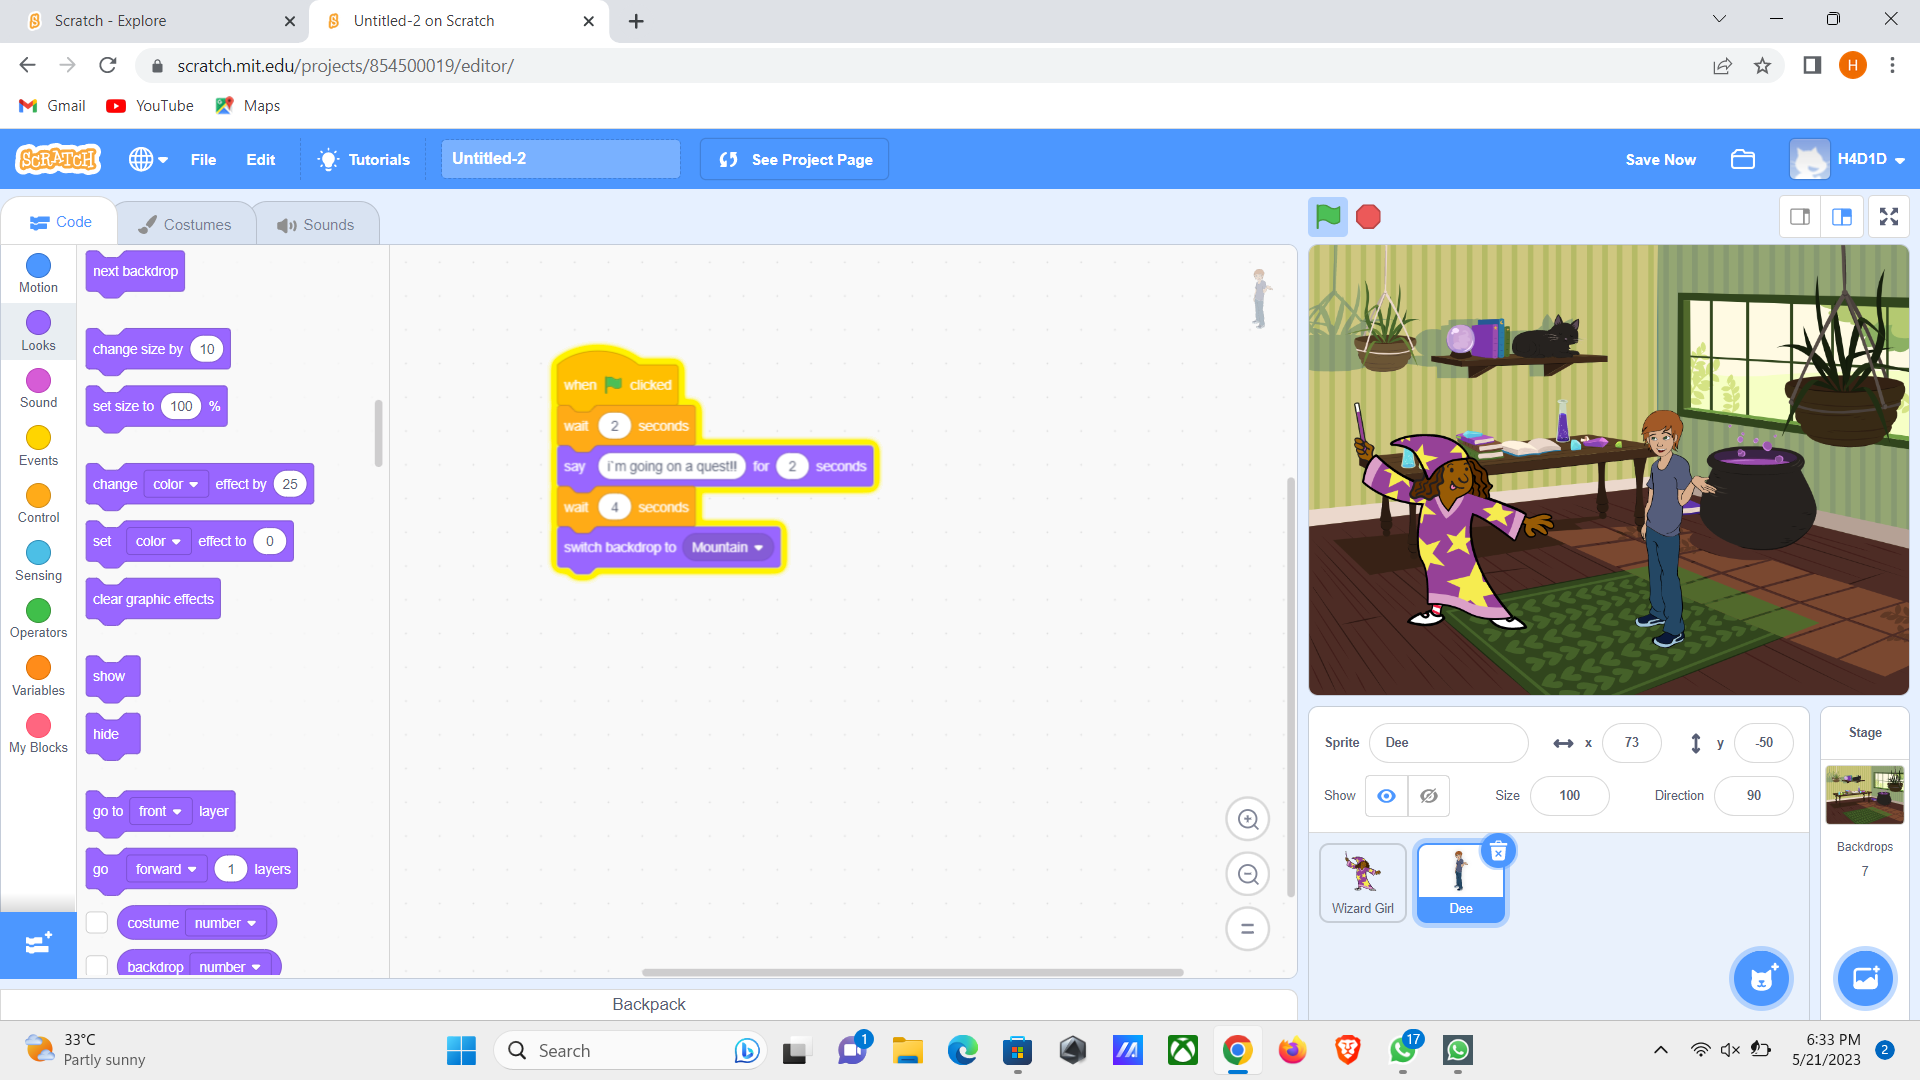 Scratch - Explore
Untitled-2 on Scratch
scratch.mit.edu/projects/854500019/editor/
H
Gmail
YouTube
Maps
SCRATCH
File
Edit
Tutorials
Untitled-2
See Project Page
Save Now
H4D1D
Code
Costumes
Sounds
Motion
Looks
Sound
Events
Control
Sensing
Operators
Variables
My Blocks
next backdrop
change size by 10
set size to 100 %
change color effect by 25
set color effect to 0
clear graphic effects
show
hide
go to front layer
go forward 1 layers
costume number
backdrop number
when clicked
wait 2 seconds
say i`m going on a quest!! for 2 seconds
wait 4 seconds
switch backdrop to Mountain
Sprite Dee x 73 y -50
Show Size 100 Direction 90
Wizard Girl
Dee
Stage
Backdrops
7
Backpack
33°C
Partly sunny
Search
1
17
6:33 PM
5/21/2023
2